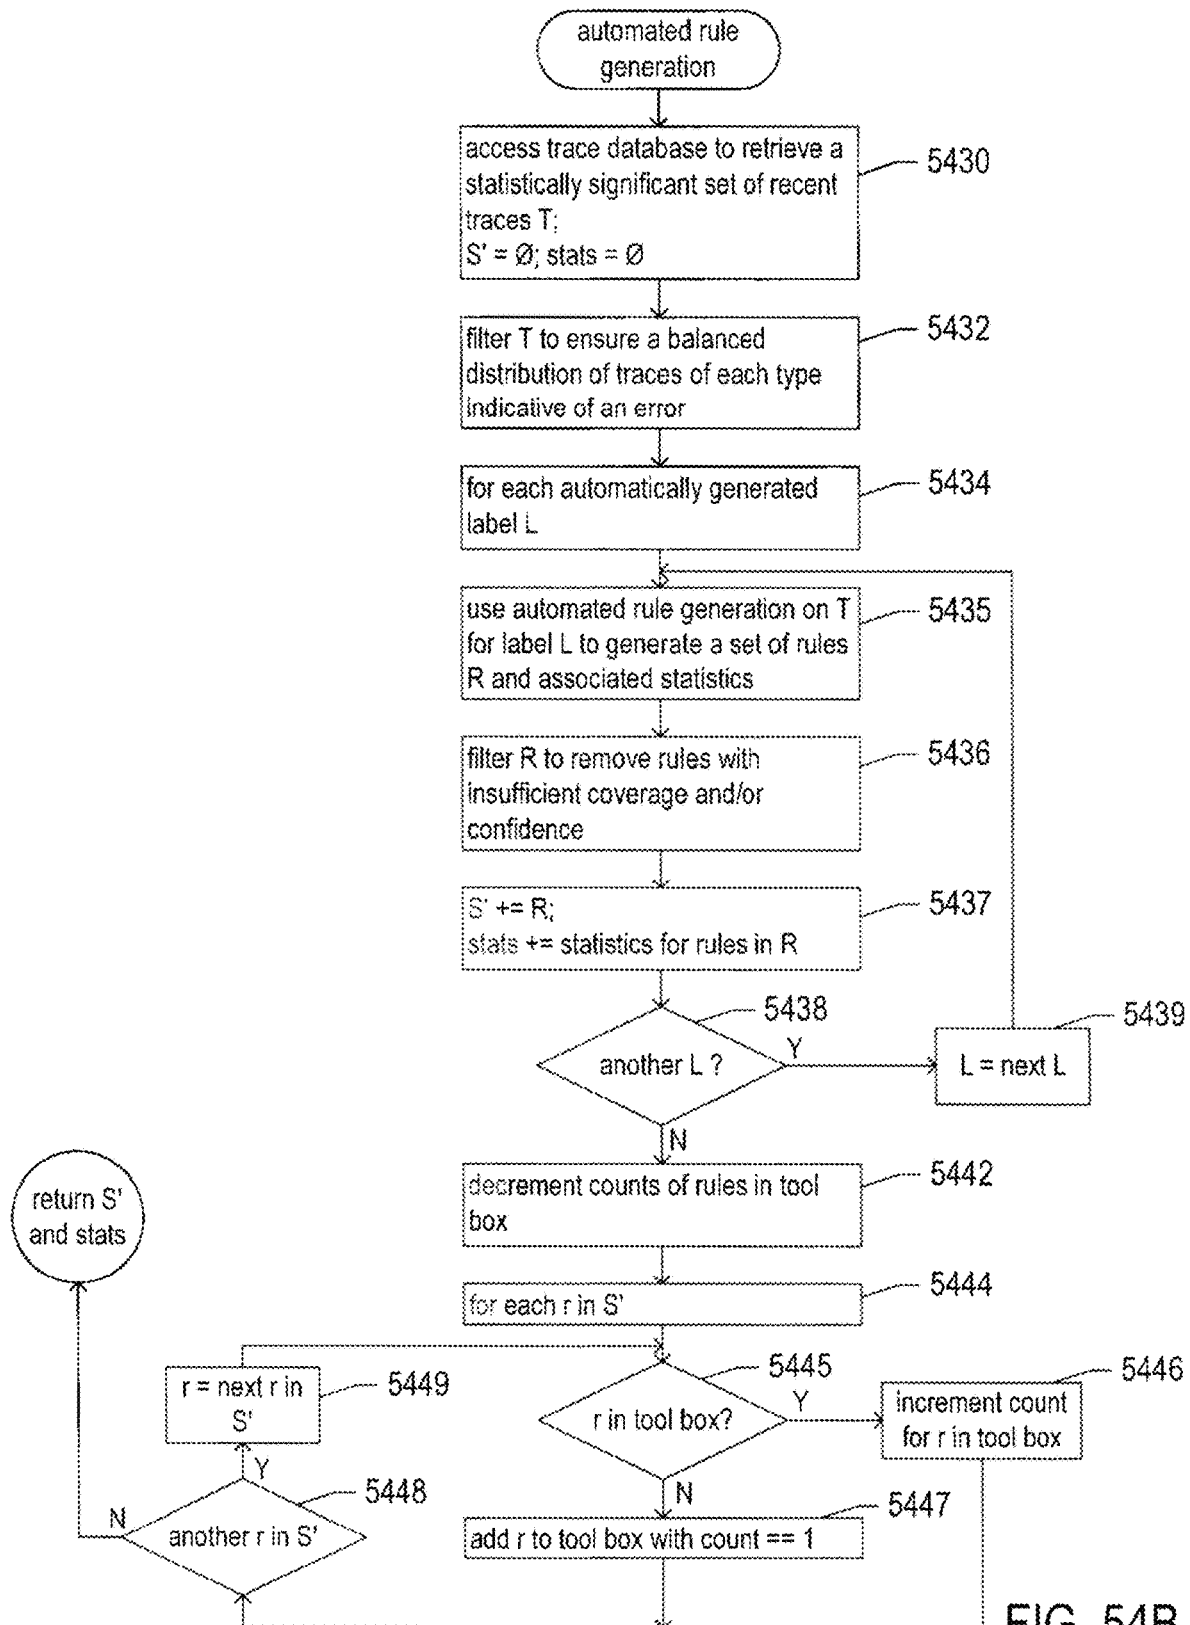 automated rule
generation
access trace database to retrieve a
statistically significant set of recent
traces T;
S' = Ø; stats = Ø
5430
filter T to ensure a balanced
distribution of traces of each type
indicative of an error
5432
for each automatically generated
label L
5434
use automated rule generation on T
for label L to generate a set of rules
R and associated statistics
5435
filter R to remove rules with
insufficient coverage and/or
confidence
5436
S' += R;
stats += statistics for rules in R
5437
another L ?
5438
Y
L = next L
5439
N
decrement counts of rules in tool
box
5442
return S'
and stats
for each r in S'
5444
r in tool box?
5445
Y
increment count
for r in tool box
5446
r = next r in
S'
5449
N
add r to tool box with count == 1
5447
Y
another r in S'
5448
N
FIG. 54B